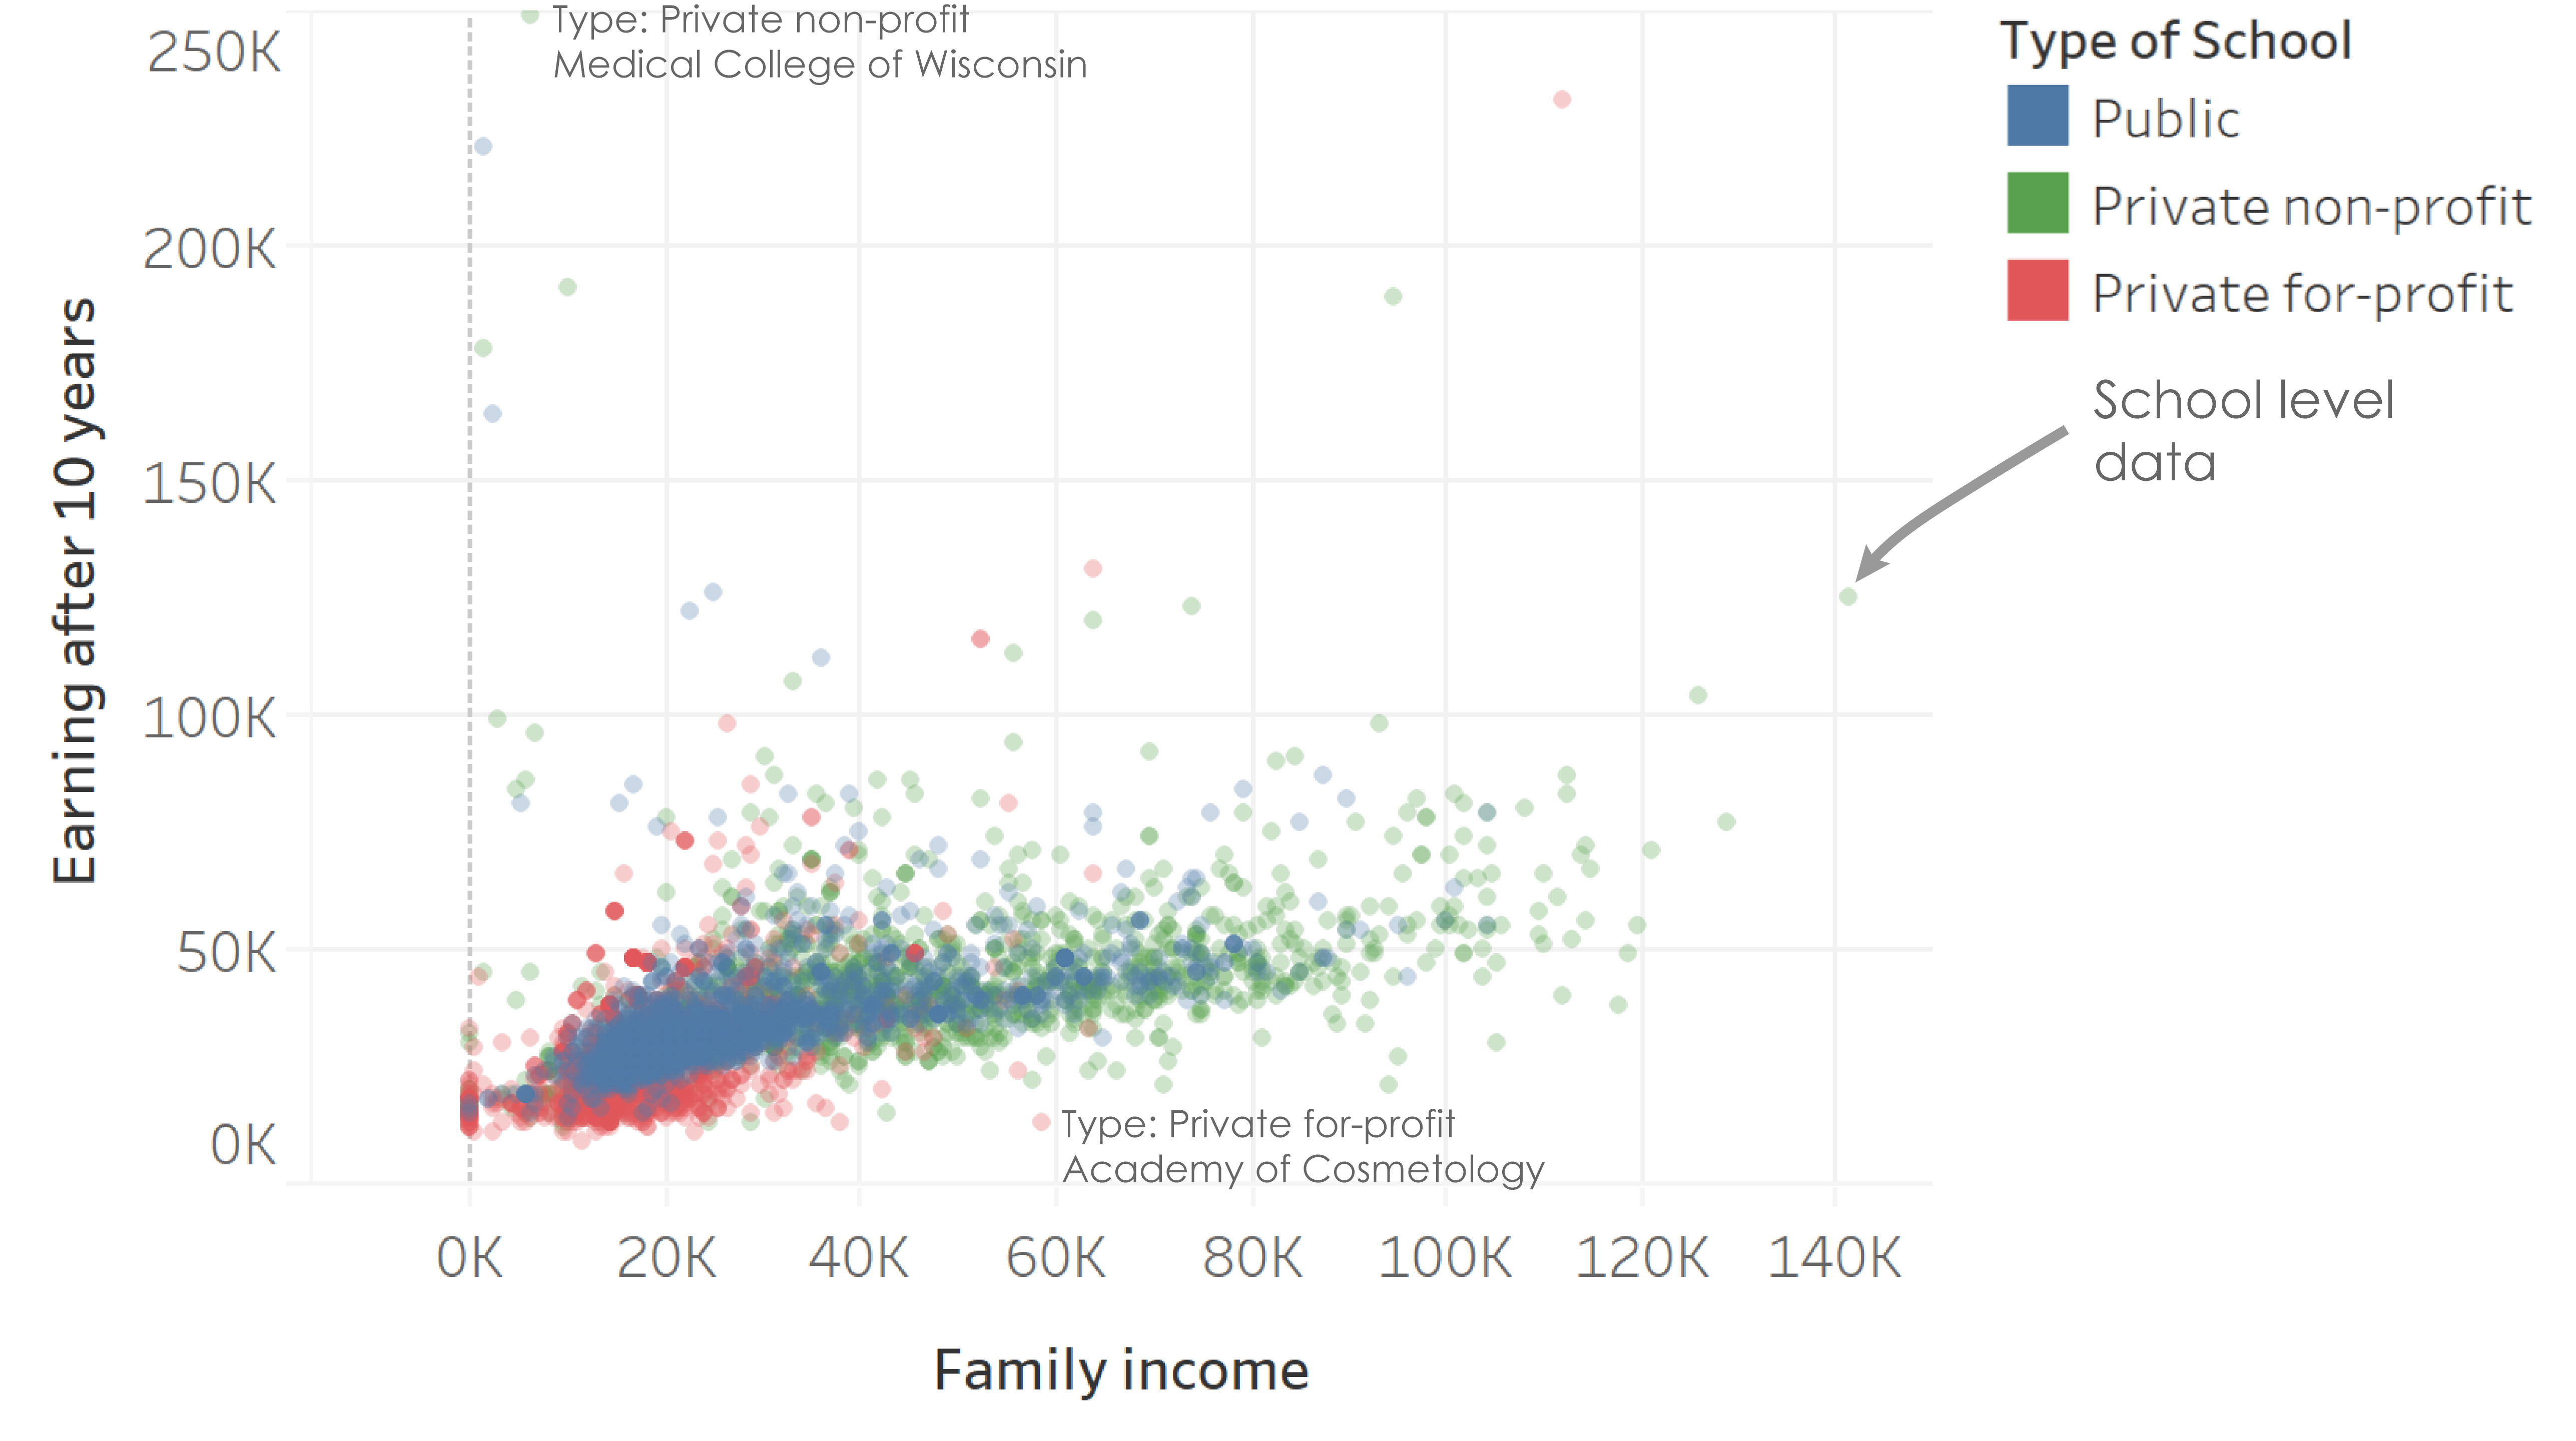 Type: Private non-profit
Medical College of Wisconsin
250K
200K
150K
100K
50K
0K
Earning after 10 years
Type: Private for-profit
Academy of Cosmetology
0K
20K
40K
60K
80K
100K
120K
140K
Family income
Type of School
Public
Private non-profit
Private for-profit
School level
data